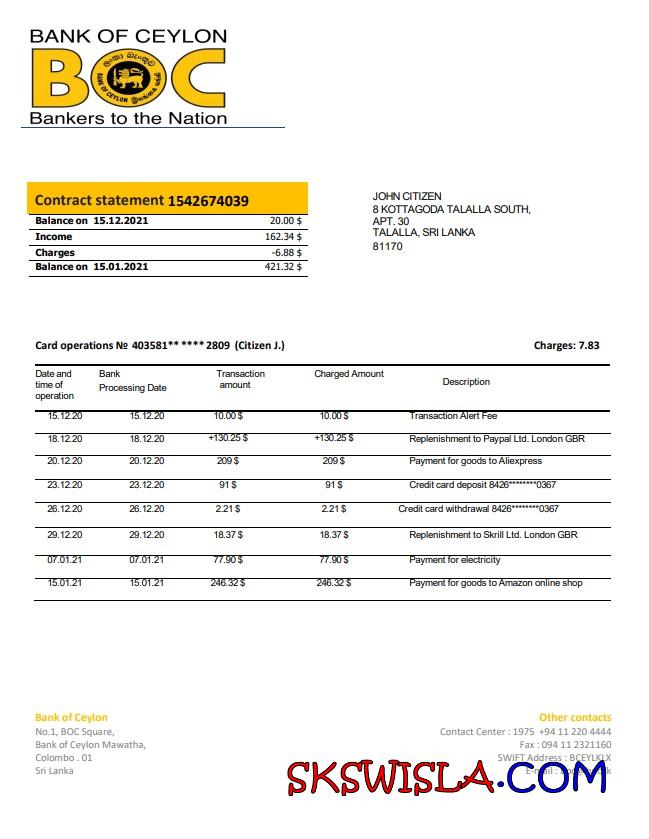 BANK OF CEYLON
BOC
Bankers to the Nation
Contract statement 1542674039
Balance on 15.12.2021 20.00 $
Income 162.34 $
Charges -6.88 $
Balance on 15.01.2021 421.32 $
JOHN CITIZEN
8 KOTTAGODA TALALLA SOUTH,
APT. 30
TALALLA, SRI LANKA
81170
Card operations № 403581** **** 2809 (Citizen J.) Charges: 7.83
Date and time of operation Bank Processing Date Transaction amount Charged Amount Description
15.12.20 15.12.20 10.00 $ 10.00 $ Transaction Alert Fee
18.12.20 18.12.20 +130.25 $ +130.25 $ Replenishment to Paypal Ltd. London GBR
20.12.20 20.12.20 209 $ 209 $ Payment for goods to Aliexpress
23.12.20 23.12.20 91 $ 91 $ Credit card deposit 8426********0367
26.12.20 26.12.20 2.21 $ 2.21 $ Credit card withdrawal 8426********0367
29.12.20 29.12.20 18.37 $ 18.37 $ Replenishment to Skrill Ltd. London GBR
07.01.21 07.01.21 77.90 $ 77.90 $ Payment for electricity
15.01.21 15.01.21 246.32 $ 246.32 $ Payment for goods to Amazon online shop
Bank of Ceylon
No.1, BOC Square,
Bank of Ceylon Mawatha,
Colombo . 01
Sri Lanka
Other contacts
Contact Center : 1975 +94 11 220 4444
Fax : 094 11 2321160
SWIFT Address : BCEYLKLX
E-mail :
SKSWISLA.COM